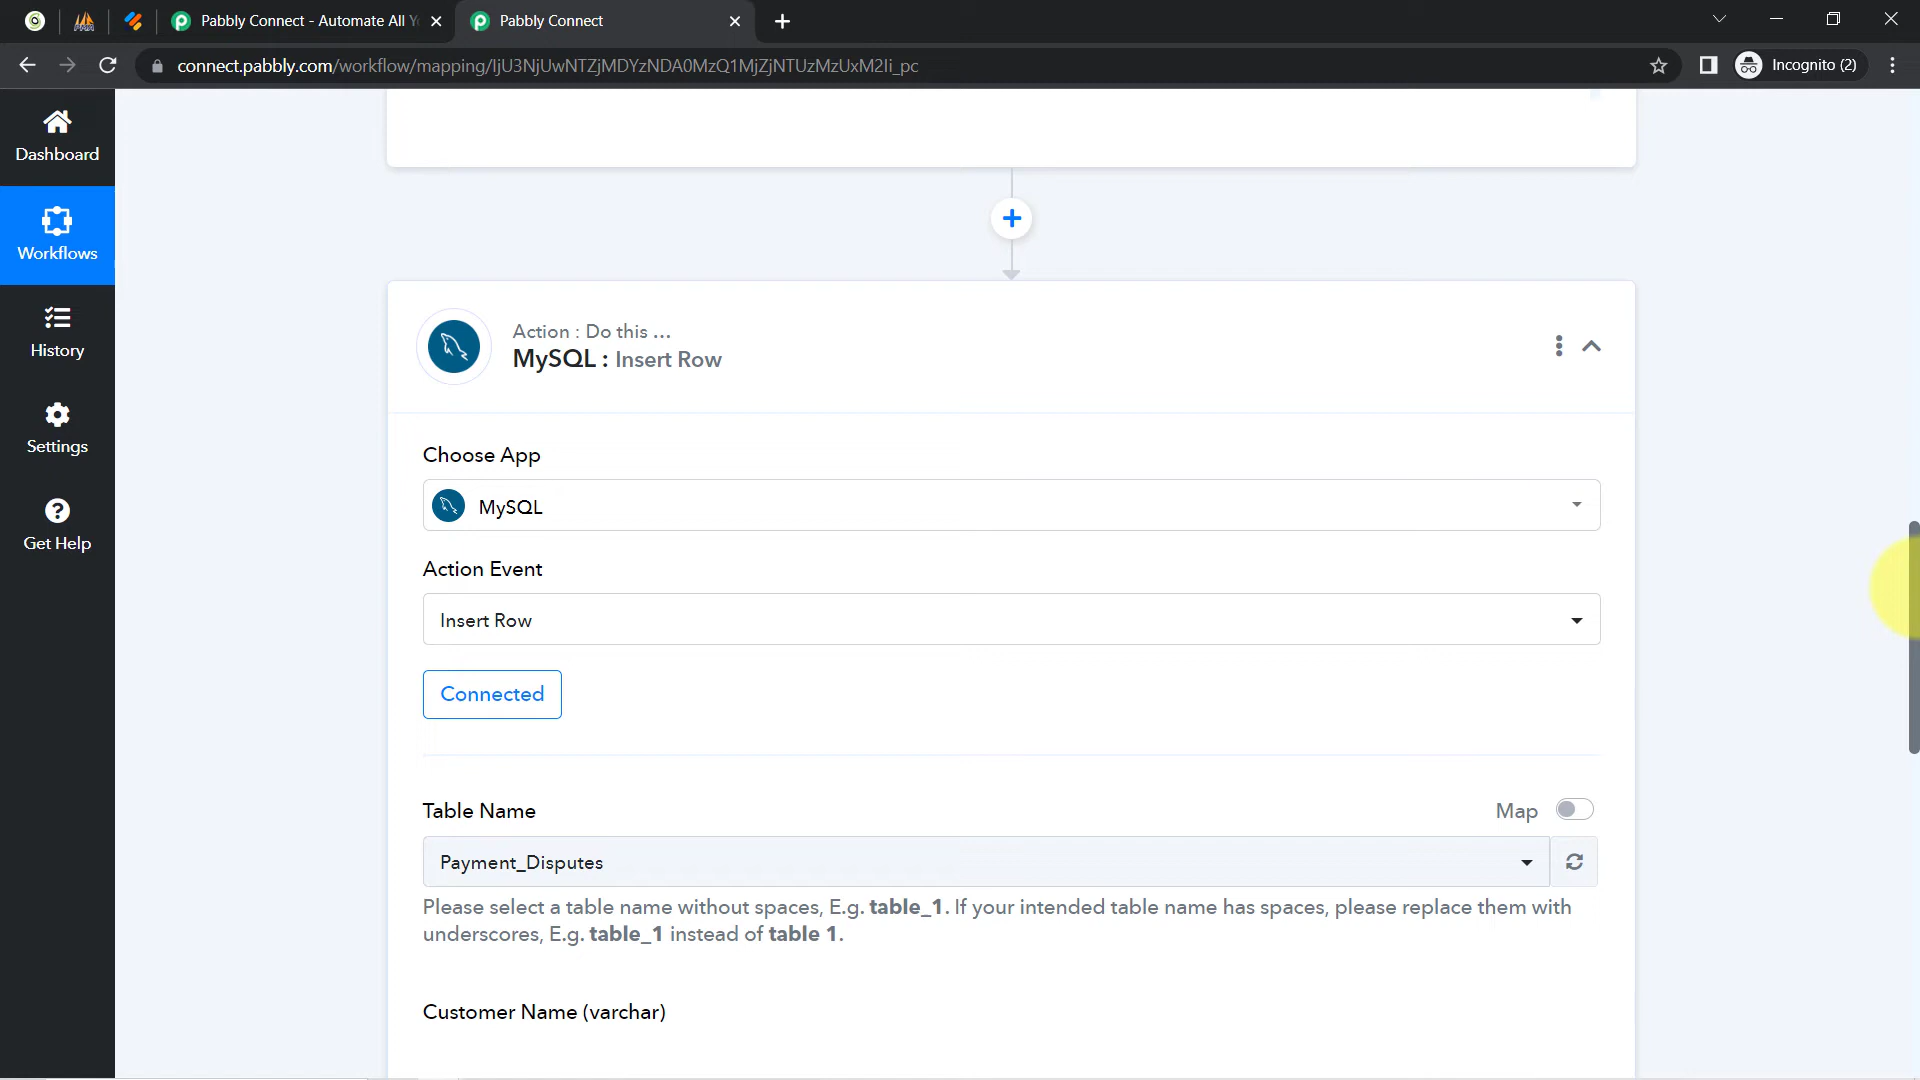 Pabbly Connect - Automate All Y
Pabbly Connect
connect.pabbly.com/workflow/mapping/IjU3NjUwNTZjMDYzNDA0MzQ1MjZjNTUzMzUxM2Ii_pc
Incognito (2)
Dashboard
Workflows
History
Settings
Get Help
Action : Do this ...
MySQL : Insert Row
Choose App
MySQL
Action Event
Insert Row
Connected
Table Name
Map
Payment_Disputes
Please select a table name without spaces, E.g. table_1. If your intended table name has spaces, please replace them with
underscores, E.g. table_1 instead of table 1.
Customer Name (varchar)